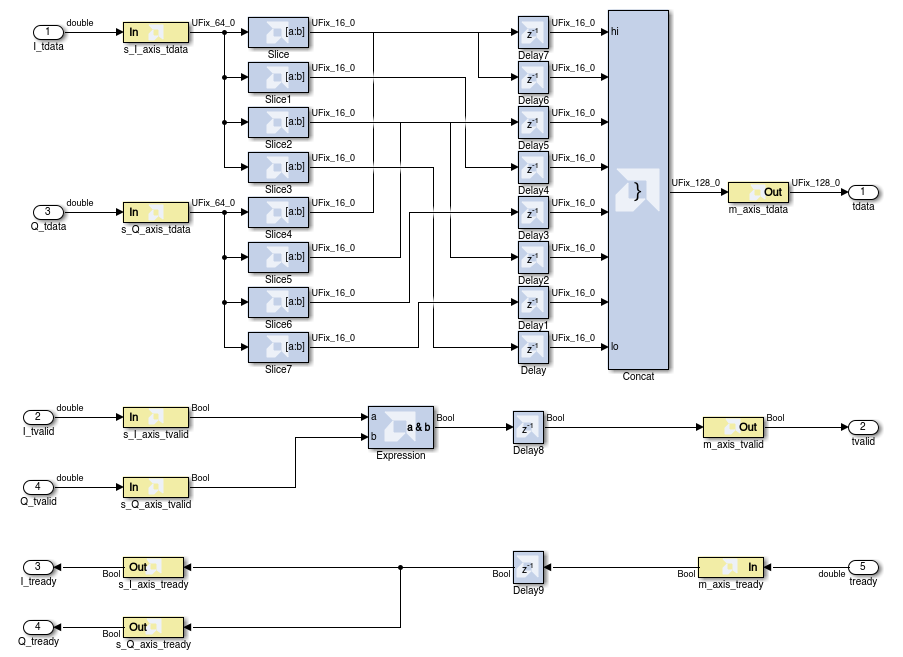 1 double In UFix_64_0 [a:b] UFix_16_0 z⁻¹ UFix_16_0 hi
I_tdata s_I_axis_tdata Slice Delay7
[a:b] UFix_16_0 z⁻¹ UFix_16_0
Slice1 Delay6
[a:b] UFix_16_0 z⁻¹ UFix_16_0
Slice2 Delay5
[a:b] UFix_16_0 z⁻¹ UFix_16_0
Slice3 Delay4
} UFix_128_0 Out UFix_128_0 1
m_axis_tdata tdata
3 double In UFix_64_0 [a:b] UFix_16_0 z⁻¹ UFix_16_0
Q_tdata s_Q_axis_tdata Slice4 Delay3
[a:b] UFix_16_0 z⁻¹ UFix_16_0
Slice5 Delay2
[a:b] UFix_16_0 z⁻¹ UFix_16_0
Slice6 Delay1
[a:b] UFix_16_0 z⁻¹ UFix_16_0 lo
Slice7 Delay Concat
2 double In Bool a
I_tvalid s_I_axis_tvalid
b a & b Bool z⁻¹ Bool Out Bool 2
Expression Delay8 m_axis_tvalid tvalid
4 double In Bool
Q_tvalid s_Q_axis_tvalid
3 Bool Out Bool z⁻¹ Bool In double 5
I_tready s_I_axis_tready Delay9 m_axis_tready tready
4 Bool Out
Q_tready s_Q_axis_tready